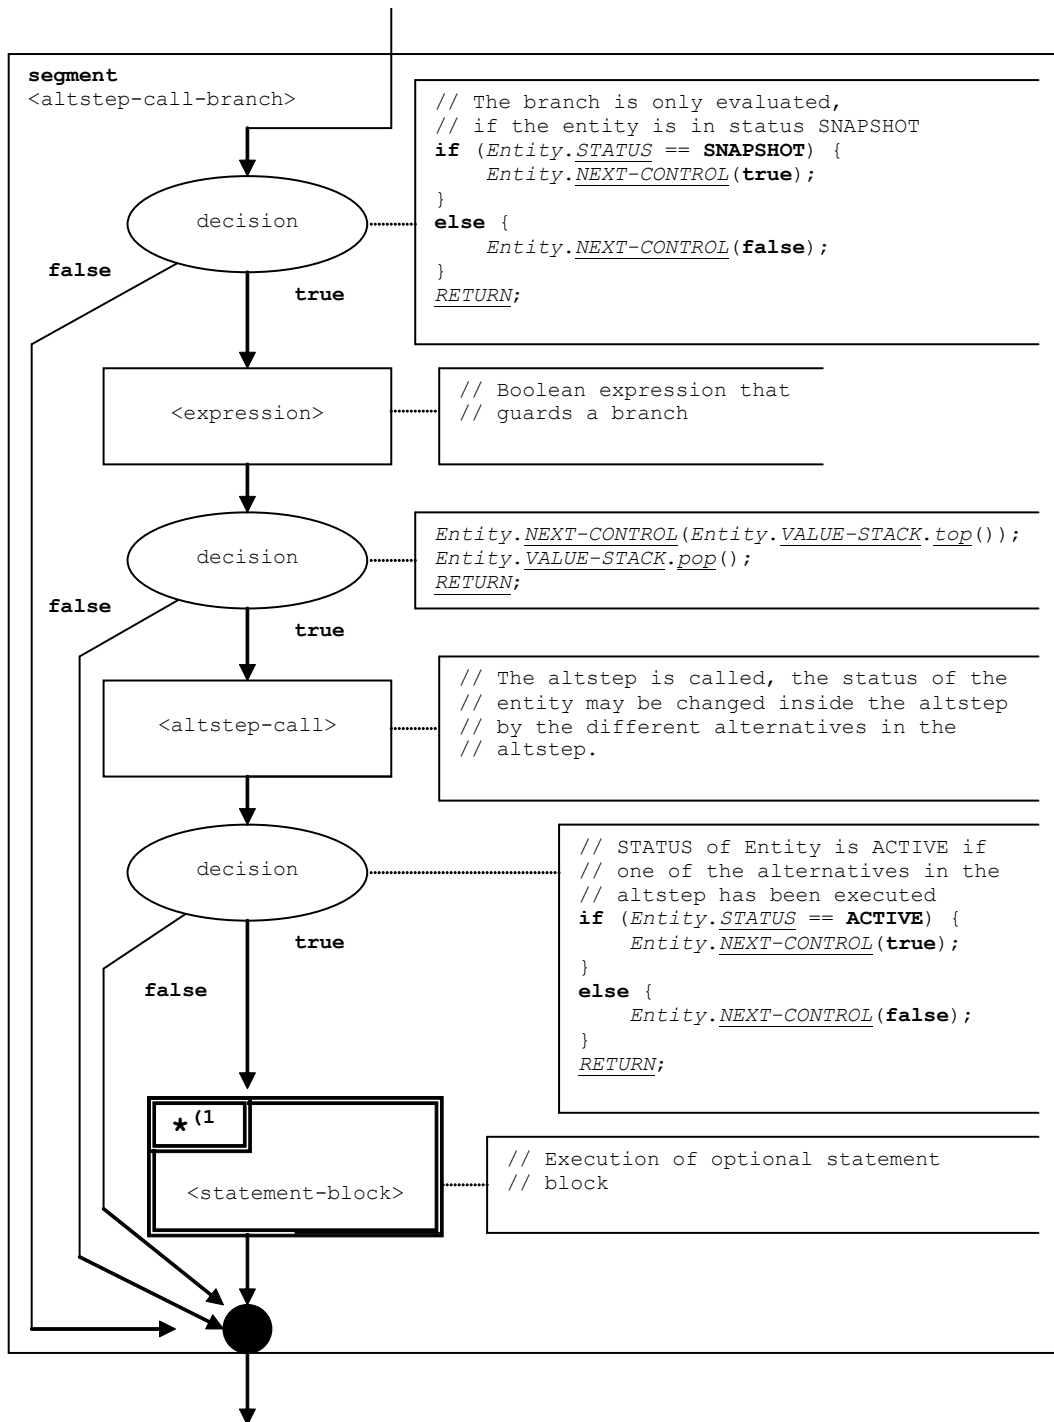 segment
<altstep-call-branch>
// The branch is only evaluated,
// if the entity is in status SNAPSHOT
if (Entity.STATUS == SNAPSHOT) {
    Entity.NEXT-CONTROL(true);
}
else {
    Entity.NEXT-CONTROL(false);
}
RETURN;
decision
false
true
<expression>
// Boolean expression that
// guards a branch
decision
Entity.NEXT-CONTROL(Entity.VALUE-STACK.top());
Entity.VALUE-STACK.pop();
RETURN;
false
true
<altstep-call>
// The altstep is called, the status of the
// entity may be changed inside the altstep
// by the different alternatives in the
// altstep.
decision
// STATUS of Entity is ACTIVE if
// one of the alternatives in the
// altstep has been executed
if (Entity.STATUS == ACTIVE) {
    Entity.NEXT-CONTROL(true);
}
else {
    Entity.NEXT-CONTROL(false);
}
RETURN;
true
false
*(1
<statement-block>
// Execution of optional statement
// block